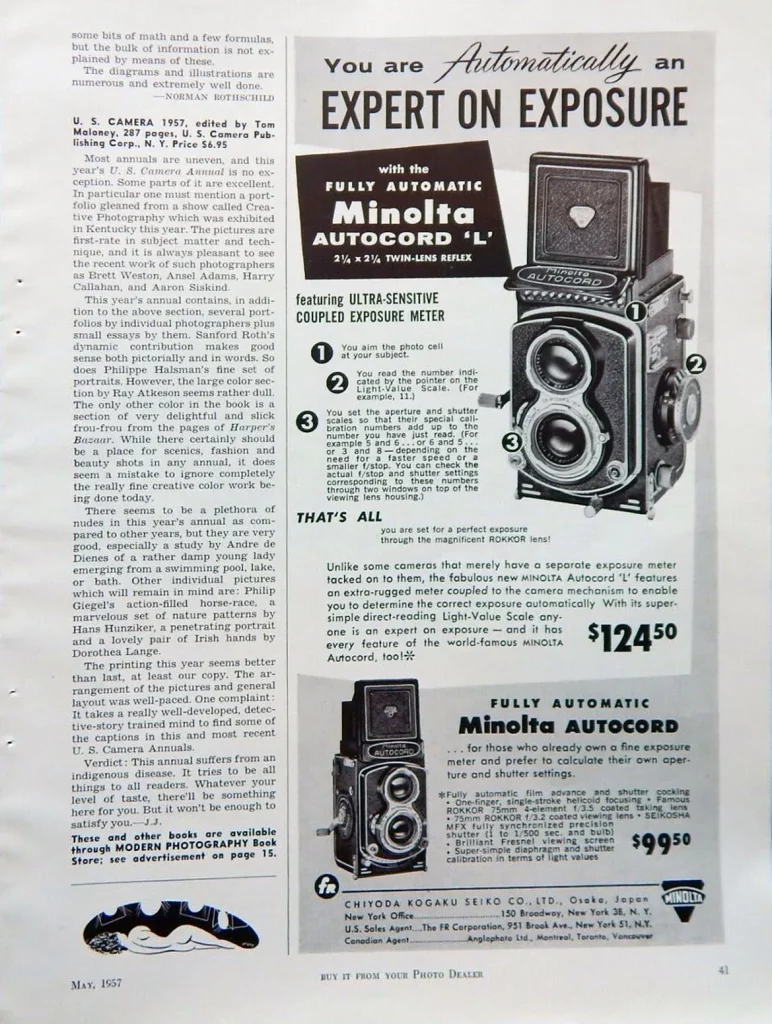 some bits of math and a few formulas,
but the bulk of information is not ex-
plained by means of these.
The diagrams and illustrations are
numerous and extremely well done.
—NORMAN ROTHSCHILD
U. S. CAMERA 1957, edited by Tom
Maloney, 287 pages, U. S. Camera Pub-
lishing Corp., N. Y. Price $6.95
Most annuals are uneven, and this
year's U. S. Camera Annual is no ex-
ception. Some parts of it are excellent.
In particular one must mention a port-
folio gleaned from a show called Crea-
tive Photography which was exhibited
in Kentucky this year. The pictures are
first-rate in subject matter and tech-
nique, and it is always pleasant to see
the recent work of such photographers
as Brett Weston, Ansel Adams, Harry
Callahan, and Aaron Siskind.
This year's annual contains, in addi-
tion to the above section, several port-
folios by individual photographers plus
small essays by them. Sanford Roth's
dynamic contribution makes good
sense both pictorially and in words. So
does Philippe Halsman's fine set of
portraits. However, the large color sec-
tion by Ray Atkeson seems rather dull.
The only other color in the book is a
section of very delightful and slick
frou-frou from the pages of Harper's
Bazaar. While there certainly should
be a place for scenics, fashion and
beauty shots in any annual, it does
seem a mistake to ignore completely
the really fine creative color work be-
ing done today.
There seems to be a plethora of
nudes in this year's annual as com-
pared to other years, but they are very
good, especially a study by Andre de
Dienes of a rather damp young lady
emerging from a swimming pool, lake,
or bath. Other individual pictures
which will remain in mind are: Philip
Giegel's action-filled horse-race, a
marvelous set of nature patterns by
Hans Hunziker, a penetrating portrait
and a lovely pair of Irish hands by
Dorothea Lange.
The printing this year seems better
than last, at least our copy. The ar-
rangement of the pictures and general
layout was well-paced. One complaint:
It takes a really well-developed, detec-
tive-story trained mind to find some of
the captions in this and most recent
U. S. Camera Annuals.
Verdict: This annual suffers from an
indigenous disease. It tries to be all
things to all readers. Whatever your
level of taste, there'll be something
here for you. But it won't be enough to
satisfy you.—J.J.
These and other books are available
through MODERN PHOTOGRAPHY Book
Store; see advertisement on page 15.
You are Automatically an
EXPERT ON EXPOSURE
with the
FULLY AUTOMATIC
Minolta
AUTOCORD 'L'
2¼ x 2¼ TWIN-LENS REFLEX
Minolta
AUTOCORD
featuring ULTRA-SENSITIVE
COUPLED EXPOSURE METER
1 You aim the photo cell
at your subject.
2 You read the number indi-
cated by the pointer on the
Light-Value Scale. (For
example, 11.)
3 You set the aperture and shutter
scales so that their special cali-
bration numbers add up to the
number you have just read. (For
example 5 and 6 ... or 6 and 5...
or 3 and 8—depending on the
need for a faster speed or a
smaller f/stop. You can check the
actual f/stop and shutter settings
corresponding to these numbers
through two windows on top of the
viewing lens housing.)
1
2
3
THAT'S ALL
you are set for a perfect exposure
through the magnificent ROKKOR lens!
Unlike some cameras that merely have a separate exposure meter
tacked on to them, the fabulous new MINOLTA Autocord 'L' features
an extra-rugged meter coupled to the camera mechanism to enable
you to determine the correct exposure automatically With its super-
simple direct-reading Light-Value Scale any-
one is an expert on exposure — and it has
every feature of the world-famous MINOLTA
Autocord, too!*
$124.50
Minolta
AUTOCORD
FULLY AUTOMATIC
Minolta AUTOCORD
. . . for those who already own a fine exposure
meter and prefer to calculate their own aper-
ture and shutter settings.
*Fully automatic film advance and shutter cocking
• One-finger, single-stroke helicoid focusing • Famous
ROKKOR 75mm 4-element f/3.5 coated taking lens
• 75mm ROKKOR f/3.2 coated viewing lens • SEIKOSHA
MFX fully synchronized precision
shutter (1 to 1/500 sec. and bulb)
• Brilliant Fresnel viewing screen
• Super-simple diaphragm and shutter
calibration in terms of light values
$99.50
fR
CHIYODA KOGAKU SEIKO CO., LTD., Osaka, Japan
New York Office..........150 Broadway, New York 38, N. Y.
U.S. Sales Agent....The FR Corporation, 951 Brook Ave., New York 51, N.Y.
Canadian Agent..........Anglophoto Ltd., Montreal, Toronto, Vancouver
MINOLTA
MAY, 1957
BUY IT FROM YOUR PHOTO DEALER
41